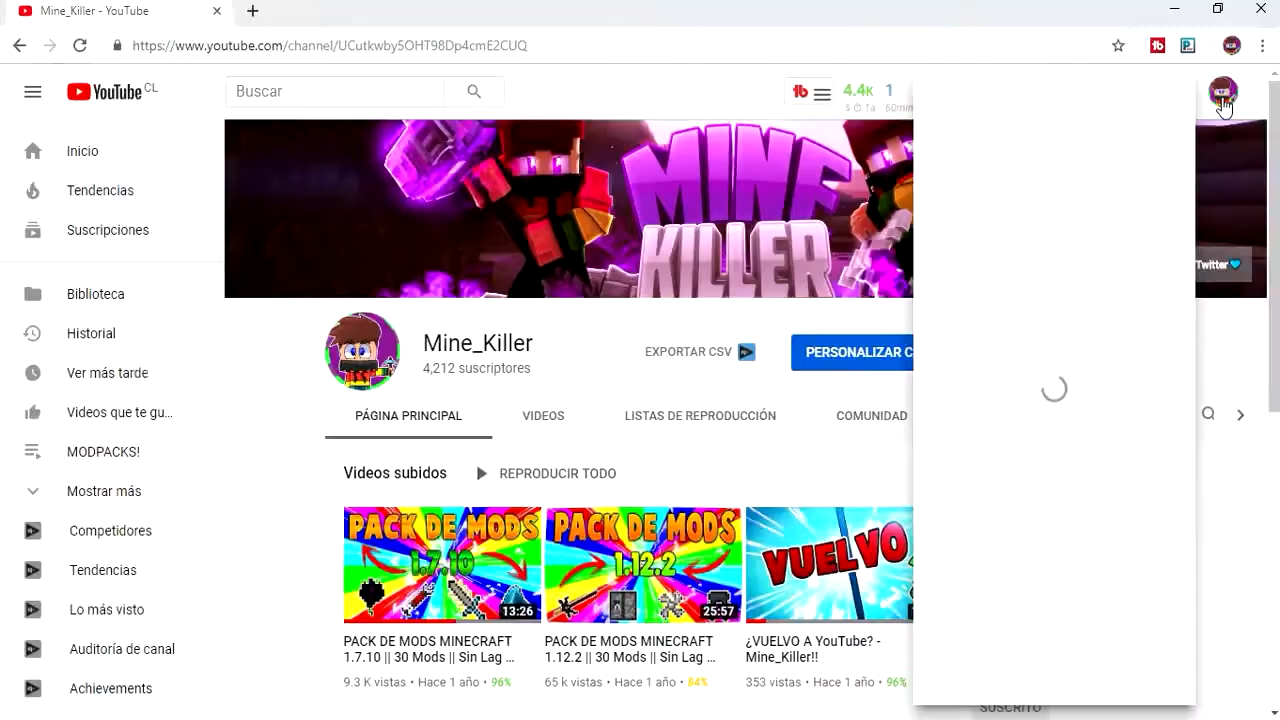 Mine_Killer - YouTube
https://www.youtube.com/channel/UCutkwby5OHT98Dp4cmE2CUQ
YouTube CL
Buscar
4.4K 1
60min
Inicio
Tendencias
Suscripciones
Biblioteca
Historial
Ver más tarde
Videos que te gu...
MODPACKS!
Mostrar más
Competidores
Tendencias
Lo más visto
Auditoría de canal
Achievements
MINE
KILLER
Twitter
Mine_Killer
4,212 suscriptores
EXPORTAR CSV
PERSONALIZAR C
PÁGINA PRINCIPAL
VIDEOS
LISTAS DE REPRODUCCIÓN
COMUNIDAD
Videos subidos
REPRODUCIR TODO
PACK DE MODS
1.7.10
13:26
PACK DE MODS MINECRAFT
1.7.10 || 30 Mods || Sin Lag ...
9.3 K vistas • Hace 1 año • 96%
PACK DE MODS
1.12.2
25:57
PACK DE MODS MINECRAFT
1.12.2 || 30 Mods || Sin Lag ...
65 k vistas • Hace 1 año • 84%
VUELVO
¿VUELVO A YouTube? -
Mine_Killer!!
353 vistas • Hace 1 año • 96%
SUSCRITO